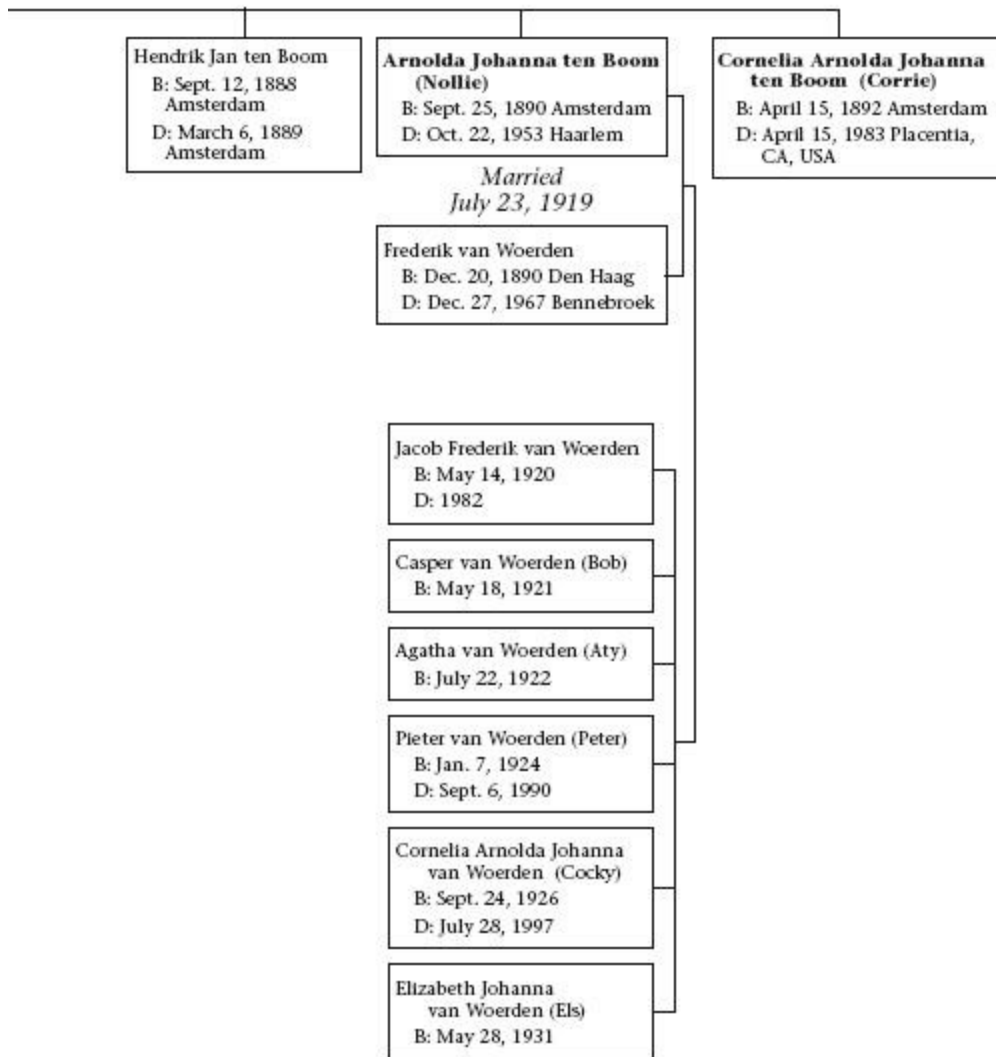 Hendrik Jan ten Boom
B: Sept. 12, 1888
Amsterdam
D: March 6, 1889
Amsterdam
Arnolda Johanna ten Boom
(Nollie)
B: Sept. 25, 1890 Amsterdam
D: Oct. 22, 1953 Haarlem
Cornelia Arnolda Johanna
ten Boom (Corrie)
B: April 15, 1892 Amsterdam
D: April 15, 1983 Placentia,
CA, USA
Married
July 23, 1919
Frederik van Woerden
B: Dec. 20, 1890 Den Haag
D: Dec. 27, 1967 Bennebroek
Jacob Frederik van Woerden
B: May 14, 1920
D: 1982
Casper van Woerden (Bob)
B: May 18, 1921
Agatha van Woerden (Aty)
B: July 22, 1922
Pieter van Woerden (Peter)
B: Jan. 7, 1924
D: Sept. 6, 1990
Cornelia Arnolda Johanna
van Woerden (Cocky)
B: Sept. 24, 1926
D: July 28, 1997
Elizabeth Johanna
van Woerden (Els)
B: May 28, 1931